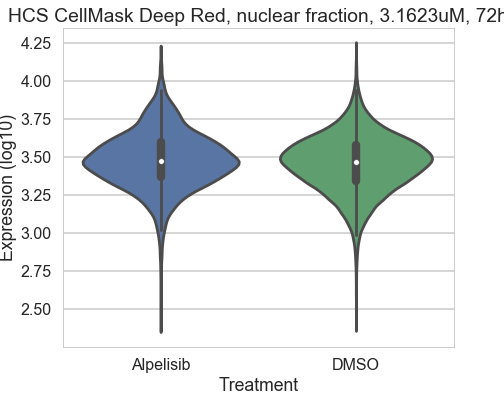 HCS CellMask Deep Red, nuclear fraction, 3.1623uM, 72h
4.25
4.00
3.75
3.50
3.25
3.00
2.75
2.50
Expression (log10)
Alpelisib DMSO
Treatment